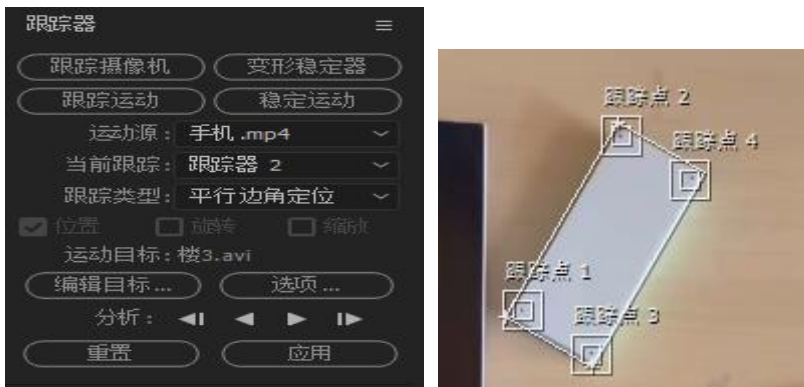 跟踪器
跟踪摄像机 变形稳定器
跟踪运动 稳定运动
运动源： 手机 .mp4
当前跟踪： 跟踪器 2
跟踪类型： 平行边角定位
位置 旋转 缩放
运动目标：楼3.avi
编辑目标... 选项...
分析：
重置 应用
跟踪点 2
跟踪点 4
跟踪点 1
跟踪点 3